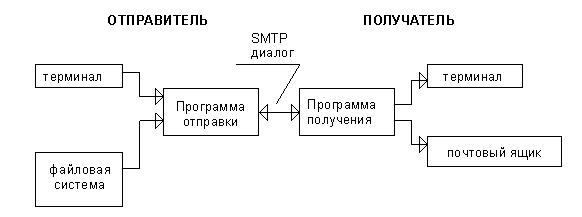 ОТПРАВИТЕЛЬ
ПОЛУЧАТЕЛЬ
SMTP
диалог
терминал
Программа
отправки
Программа
получения
терминал
файловая
система
почтовый ящик